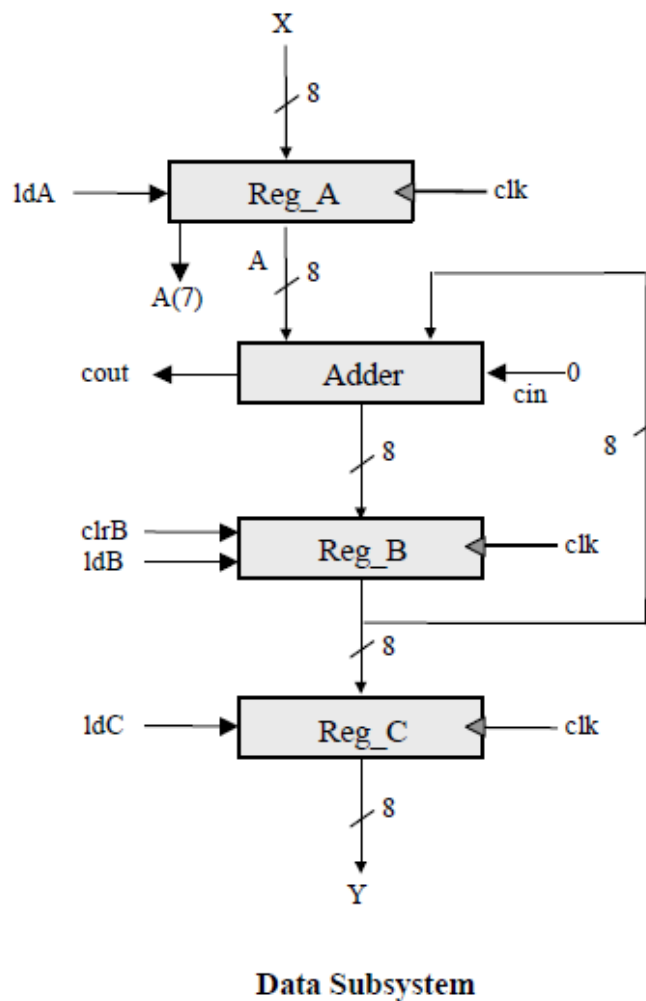 X
8
ldA
Reg_A
clk
A
8
A(7)
cout
Adder
0
cin
8
8
clrB
ldB
Reg_B
clk
8
ldC
Reg_C
clk
8
Y
Data Subsystem